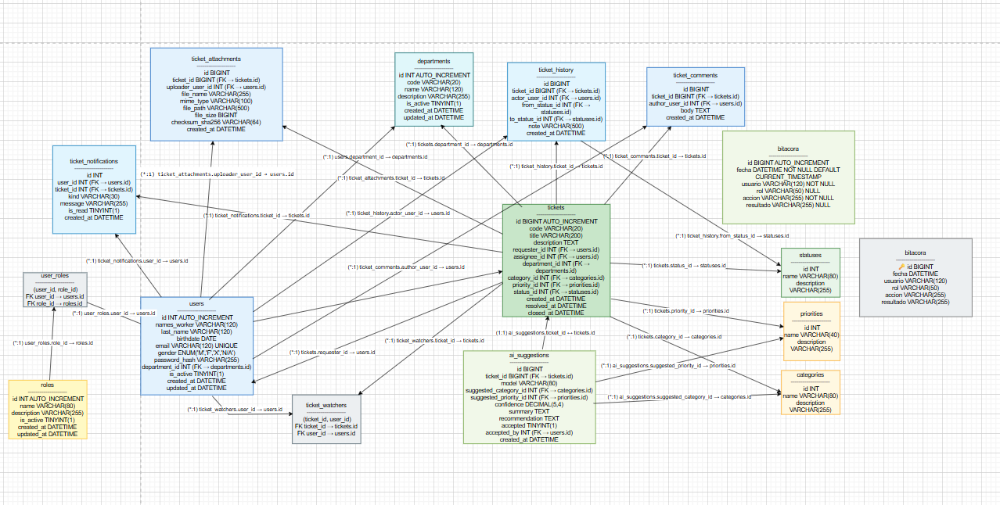 ticket_attachments
id BIGINT
ticket_id BIGINT (FK → tickets.id)
uploader_user_id INT (FK → users.id)
file_name VARCHAR(255)
mime_type VARCHAR(100)
file_path VARCHAR(500)
file_size BIGINT
checksum_sha256 VARCHAR(64)
created_at DATETIME
departments
id INT AUTO_INCREMENT
code VARCHAR(20)
name VARCHAR(120)
description VARCHAR(255)
is_active TINYINT(1)
created_at DATETIME
updated_at DATETIME
ticket_history
id BIGINT
ticket_id BIGINT (FK → tickets.id)
actor_user_id INT (FK → users.id)
from_status_id INT (FK →
statuses.id)
to_status_id INT (FK → statuses.id)
note VARCHAR(500)
created_at DATETIME
ticket_comments
id BIGINT
ticket_id BIGINT (FK → tickets.id)
author_user_id INT (FK → users.id)
body TEXT
created_at DATETIME
bitacora
id BIGINT AUTO_INCREMENT
fecha DATETIME NOT NULL DEFAULT
CURRENT_TIMESTAMP
usuario VARCHAR(120) NOT NULL
rol VARCHAR(50) NULL
accion VARCHAR(255) NOT NULL
resultado VARCHAR(255) NULL
ticket_notifications
id INT
user_id INT (FK → users.id)
ticket_id INT (FK → tickets.id)
kind VARCHAR(30)
message VARCHAR(255)
is_read TINYINT(1)
created_at DATETIME
(*:1) tickets.department_id → departments.id
(*:1) users.department_id → departments.id
(*:1) ticket_comments.ticket_id → tickets.id
(*:1) ticket_history.ticket_id → tickets.id
(*:1) ticket_attachments.uploader_user_id → users.id
(*:1) ticket_attachments.ticket_id → tickets.id
(*:1) ticket_notifications.ticket_id → tickets.id
(*:1) ticket_history.actor_user_id → users.id
(*:1) ticket_history.from_status_id → statuses.id
tickets
id BIGINT AUTO_INCREMENT
code VARCHAR(20)
title VARCHAR(200)
description TEXT
requester_id INT (FK → users.id)
assignee_id INT (FK → users.id)
department_id INT (FK →
departments.id)
category_id INT (FK → categories.id)
priority_id INT (FK → priorities.id)
status_id INT (FK → statuses.id)
created_at DATETIME
resolved_at DATETIME
closed_at DATETIME
statuses
id INT
name VARCHAR(80)
description
VARCHAR(255)
bitacora
🔑 id BIGINT
fecha DATETIME
usuario VARCHAR(120)
rol VARCHAR(50)
accion VARCHAR(255)
resultado VARCHAR(255)
(*:1) ticket_notifications.user_id → users.id
(*:1) ticket_comments.author_user_id → users.id
(*:1) tickets.status_id → statuses.id
user_roles
(user_id, role_id)
FK user_id → users.id
FK role_id → roles.id
(*:1) user_roles.user_id → users.id
users
id INT AUTO_INCREMENT
names_worker VARCHAR(120)
last_name VARCHAR(120)
birthdate DATE
email VARCHAR(120) UNIQUE
gender ENUM('M','F','X','N/A')
password_hash VARCHAR(255)
department_id INT (FK → departments.id)
is_active TINYINT(1)
created_at DATETIME
updated_at DATETIME
(*:1) tickets.priority_id → priorities.id
priorities
id INT
name VARCHAR(40)
description
VARCHAR(255)
(*:1) user_roles.role_id → roles.id
(*:1) ticket_watchers.ticket_id → tickets.id
(1:1) ai_suggestions.ticket_id ↔ tickets.id
(*:1) tickets.category_id → categories.id
(*:1) tickets.requester_id → users.id
(*:1) ai_suggestions.suggested_priority_id → priorities.id
ai_suggestions
id BIGINT
ticket_id BIGINT (FK → tickets.id)
model VARCHAR(80)
suggested_category_id INT (FK → categories.id)
suggested_priority_id INT (FK → priorities.id)
confidence DECIMAL(5,4)
summary TEXT
recommendation TEXT
accepted TINYINT(1)
accepted_by INT (FK → users.id)
created_at DATETIME
categories
id INT
name VARCHAR(80)
description
VARCHAR(255)
(*:1) ai_suggestions.suggested_category_id → categories.id
roles
id INT AUTO_INCREMENT
name VARCHAR(80)
description VARCHAR(255)
is_active TINYINT(1)
created_at DATETIME
updated_at DATETIME
(*:1) ticket_watchers.user_id → users.id
ticket_watchers
(ticket_id, user_id)
FK ticket_id → tickets.id
FK user_id → users.id